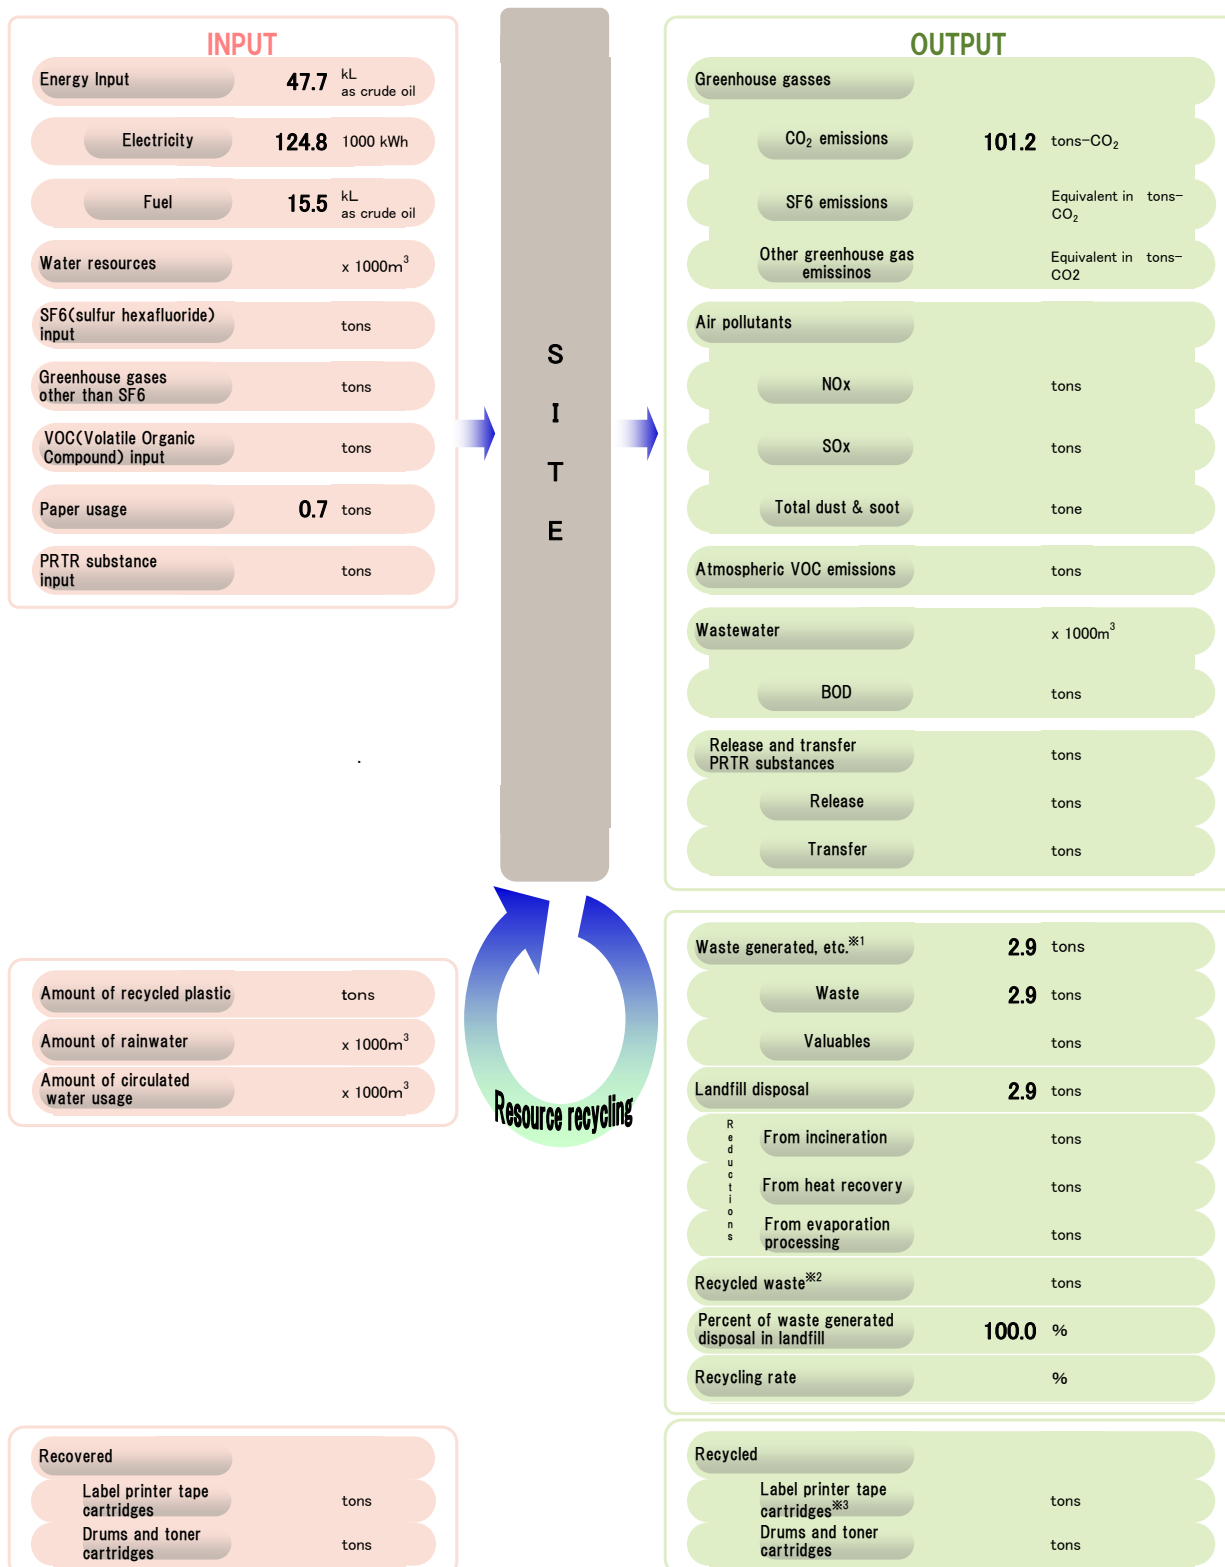 INPUT
Energy Input 47.7 kL
as crude oil
Electricity 124.8 1000 kWh
Fuel 15.5 kL
as crude oil
Water resources x 1000m³
SF6(sulfur hexafluoride)
input tons
Greenhouse gases
other than SF6 tons
VOC(Volatile Organic
Compound) input tons
Paper usage 0.7 tons
PRTR substance
input tons
S
I
T
E
OUTPUT
Greenhouse gasses
CO₂ emissions 101.2 tons-CO₂
SF6 emissions Equivalent in tons-
CO₂
Other greenhouse gas
emissinos Equivalent in tons-
CO2
Air pollutants
NOx tons
SOx tons
Total dust & soot tone
Atmospheric VOC emissions tons
Wastewater x 1000m³
BOD tons
Release and transfer
PRTR substances tons
Release tons
Transfer tons
Amount of recycled plastic tons
Amount of rainwater x 1000m³
Amount of circulated
water usage x 1000m³
Resource recycling
Waste generated, etc.※1 2.9 tons
Waste 2.9 tons
Valuables tons
Landfill disposal 2.9 tons
Reductions
From incineration tons
From heat recovery tons
From evaporation
processing tons
Recycled waste※2 tons
Percent of waste generated
disposal in landfill 100.0 %
Recycling rate %
Recovered
Label printer tape
cartridges tons
Drums and toner
cartridges tons
Recycled
Label printer tape
cartridges※3 tons
Drums and toner
cartridges tons